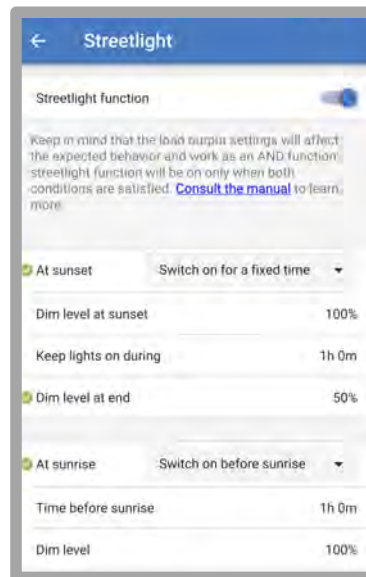 Streetlight
Streetlight function
Keep in mind that the load output settings will affect
the expected behavior and work as an AND function:
streetlight function will be on only when both
conditions are satisfied. Consult the manual to learn
more.
At sunset Switch on for a fixed time
Dim level at sunset 100%
Keep lights on during 1h 0m
Dim level at end 50%
At sunrise Switch on before sunrise
Time before sunrise 1h 0m
Dim level 100%